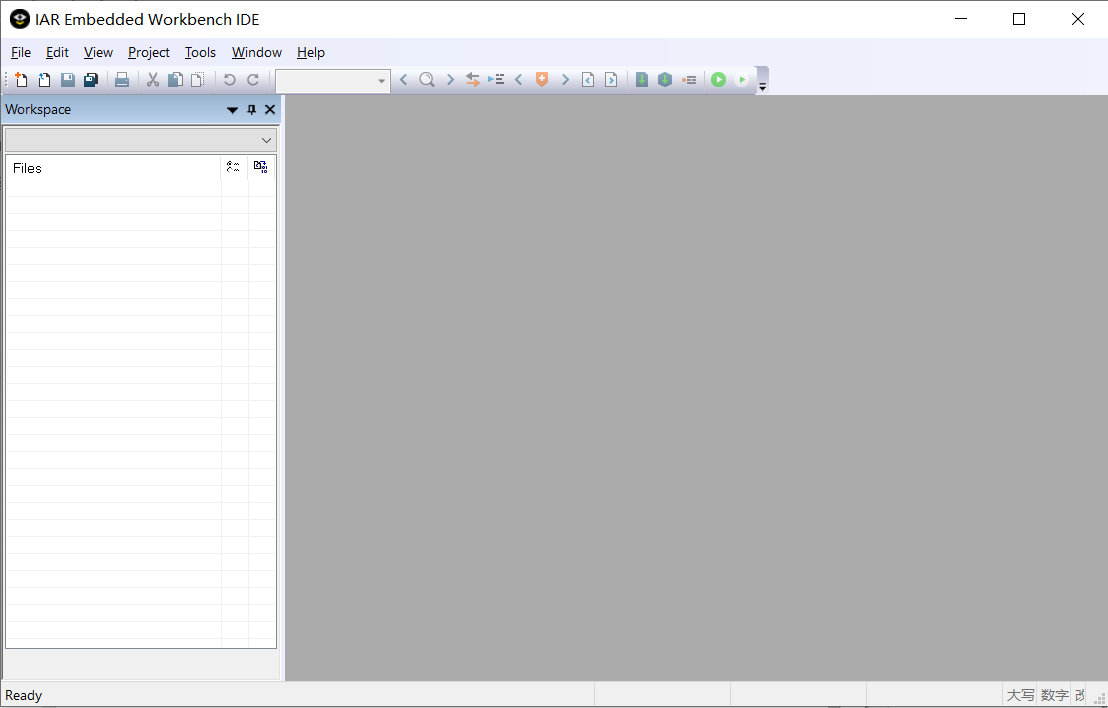 IAR Embedded Workbench IDE
File Edit View Project Tools Window Help
Workspace
Files
Ready 大写 数字